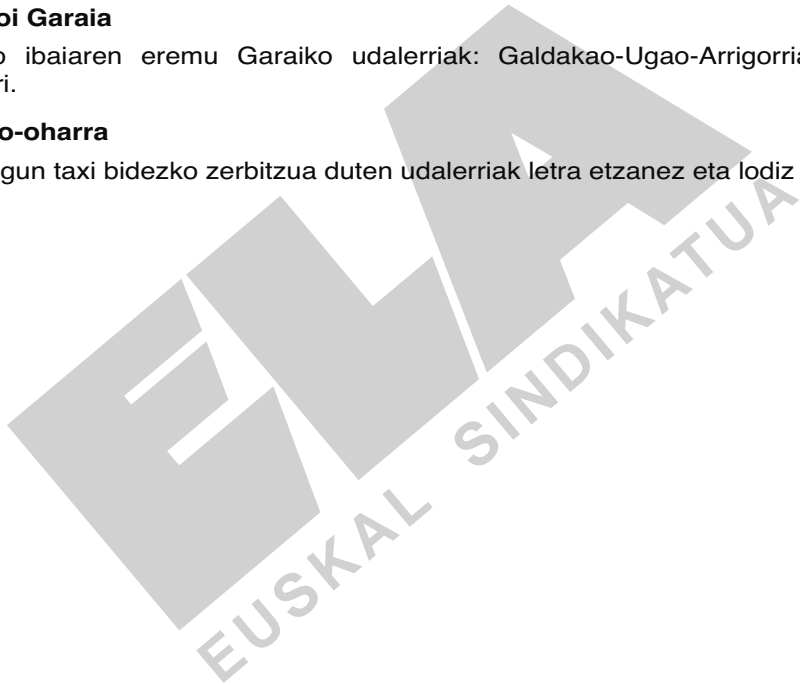 oi Garaia
o ibaiaren eremu Garaiko udalerriak: Galdakao-Ugao-Arrigorria
ri.
o-oharra
gun taxi bidezko zerbitzua duten udalerriak letra etzanez eta lodiz
ELA
EUSKAL SINDIKATUA